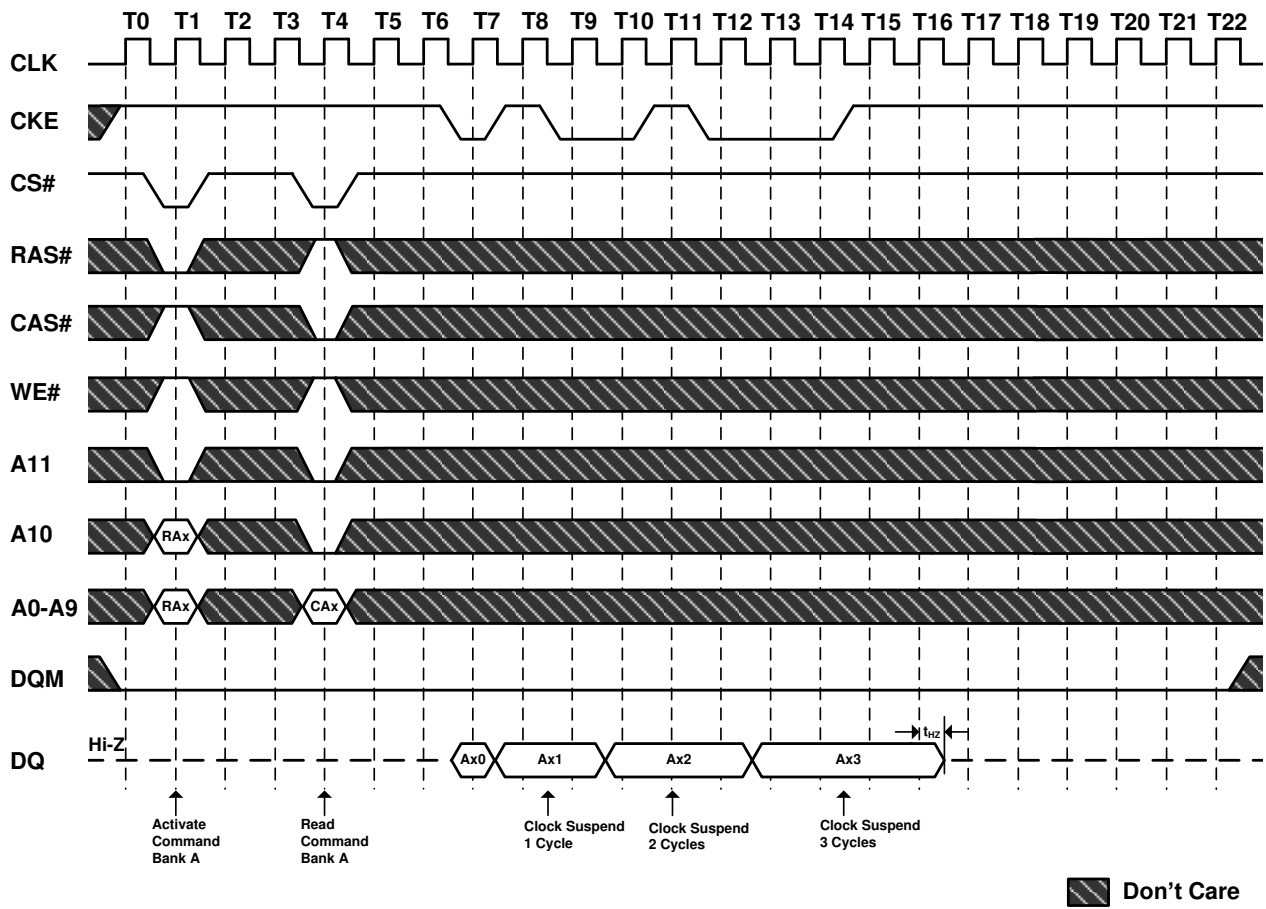 T0 T1 T2 T3 T4 T5 T6 T7 T8 T9 T10 T11 T12 T13 T14 T15 T16 T17 T18 T19 T20 T21 T22
CLK
CKE
CS#
RAS#
CAS#
WE#
A11
A10 RAx
A0-A9 RAx CAx
DQM
Hi-Z
tHZ
DQ Ax0 Ax1 Ax2 Ax3
Activate
Command
Bank A
Read
Command
Bank A
Clock Suspend
1 Cycle
Clock Suspend
2 Cycles
Clock Suspend
3 Cycles
Don't Care